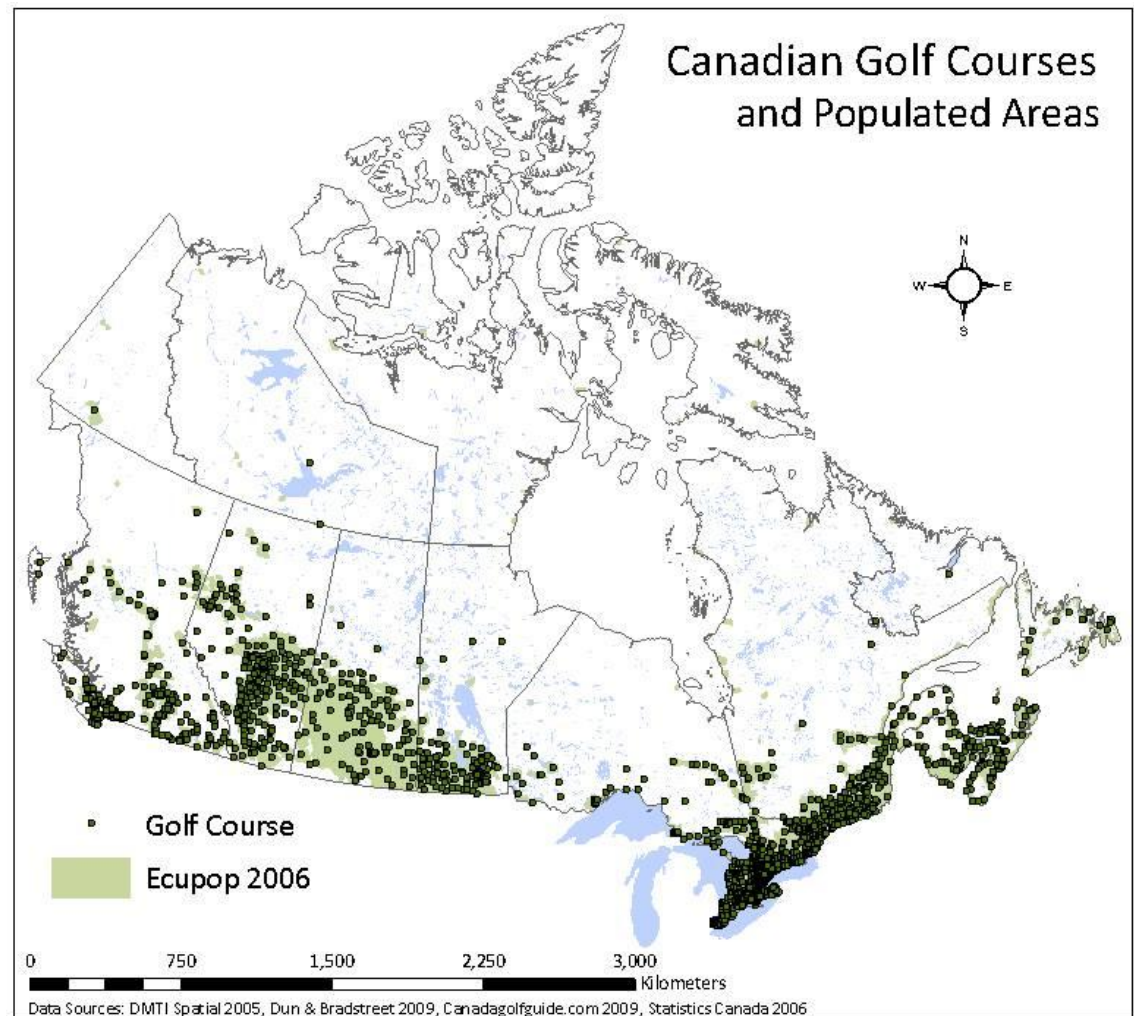 Canadian Golf Courses
and Populated Areas
N
W E
S
Golf Course
Ecupop 2006
0 750 1,500 2,250 3,000
Kilometers
Data Sources: DMTI Spatial 2005, Dun & Bradstreet 2009, Canadagolfguide.com 2009, Statistics Canada 2006